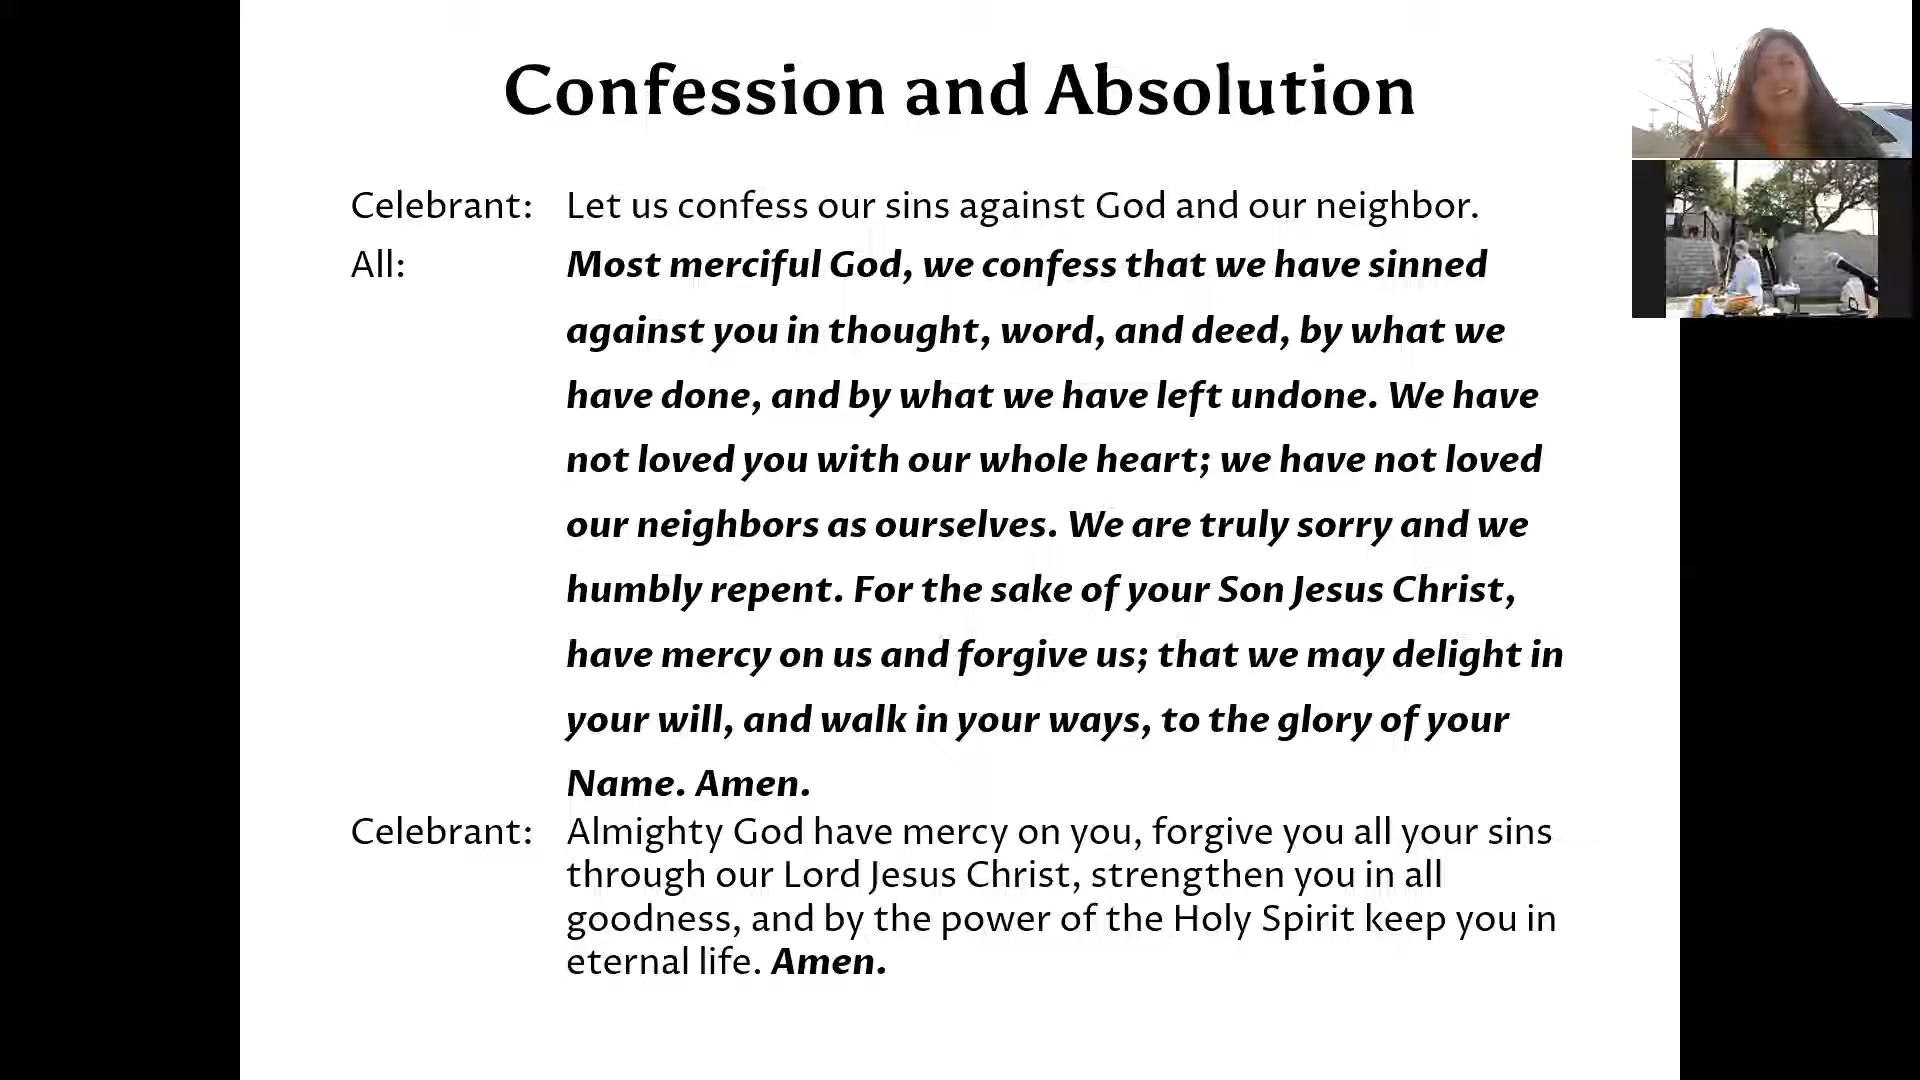 Confession and Absolution
Celebrant: Let us confess our sins against God and our neighbor.
All: Most merciful God, we confess that we have sinned
against you in thought, word, and deed, by what we
have done, and by what we have left undone. We have
not loved you with our whole heart; we have not loved
our neighbors as ourselves. We are truly sorry and we
humbly repent. For the sake of your Son Jesus Christ,
have mercy on us and forgive us; that we may delight in
your will, and walk in your ways, to the glory of your
Name. Amen.
Celebrant: Almighty God have mercy on you, forgive you all your sins
through our Lord Jesus Christ, strengthen you in all
goodness, and by the power of the Holy Spirit keep you in
eternal life. Amen.